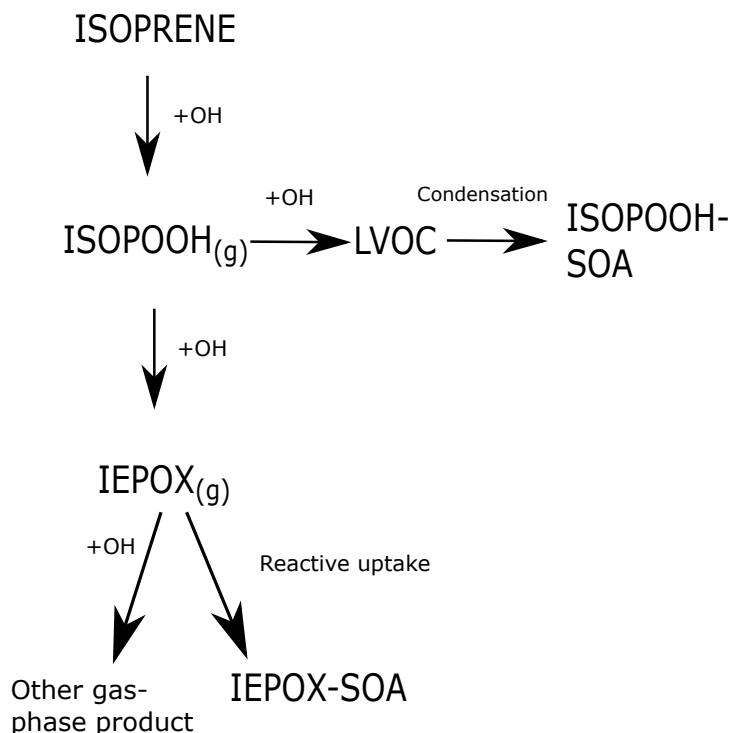 ISOPRENE
+OH
+OH
Condensation
ISOPOOH(g)
LVOC
ISOPOOH-
SOA
+OH
IEPOX(g)
+OH
Reactive uptake
Other gas-
phase product
IEPOX-SOA